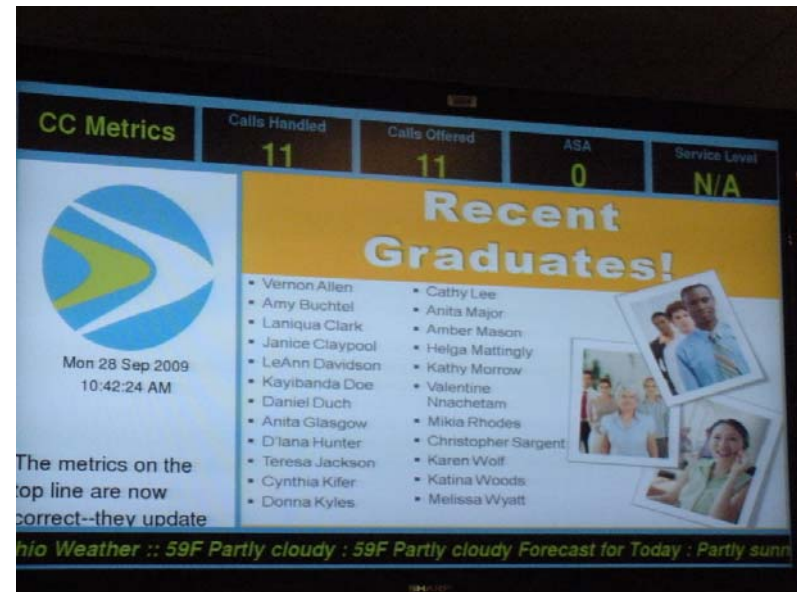 CC Metrics
Calls Handled
11
Calls Offered
11
ASA
0
Service Level
N/A
Recent
Graduates!
Mon 28 Sep 2009
10:42:24 AM
The metrics on the
top line are now
correct--they update
▪ Vernon Allen
▪ Amy Buchtel
▪ Laniqua Clark
▪ Janice Claypool
▪ LeAnn Davidson
▪ Kayibanda Doe
▪ Daniel Duch
▪ Anita Glasgow
▪ D'lana Hunter
▪ Teresa Jackson
▪ Cynthia Kifer
▪ Donna Kyles
▪ Cathy Lee
▪ Anita Major
▪ Amber Mason
▪ Helga Mattingly
▪ Kathy Morrow
▪ Valentine
Nnachetam
▪ Mikia Rhodes
▪ Christopher Sargent
▪ Karen Wolf
▪ Katina Woods
▪ Melissa Wyatt
hio Weather :: 59F Partly cloudy : 59F Partly cloudy Forecast for Today : Partly sunn
SHARP